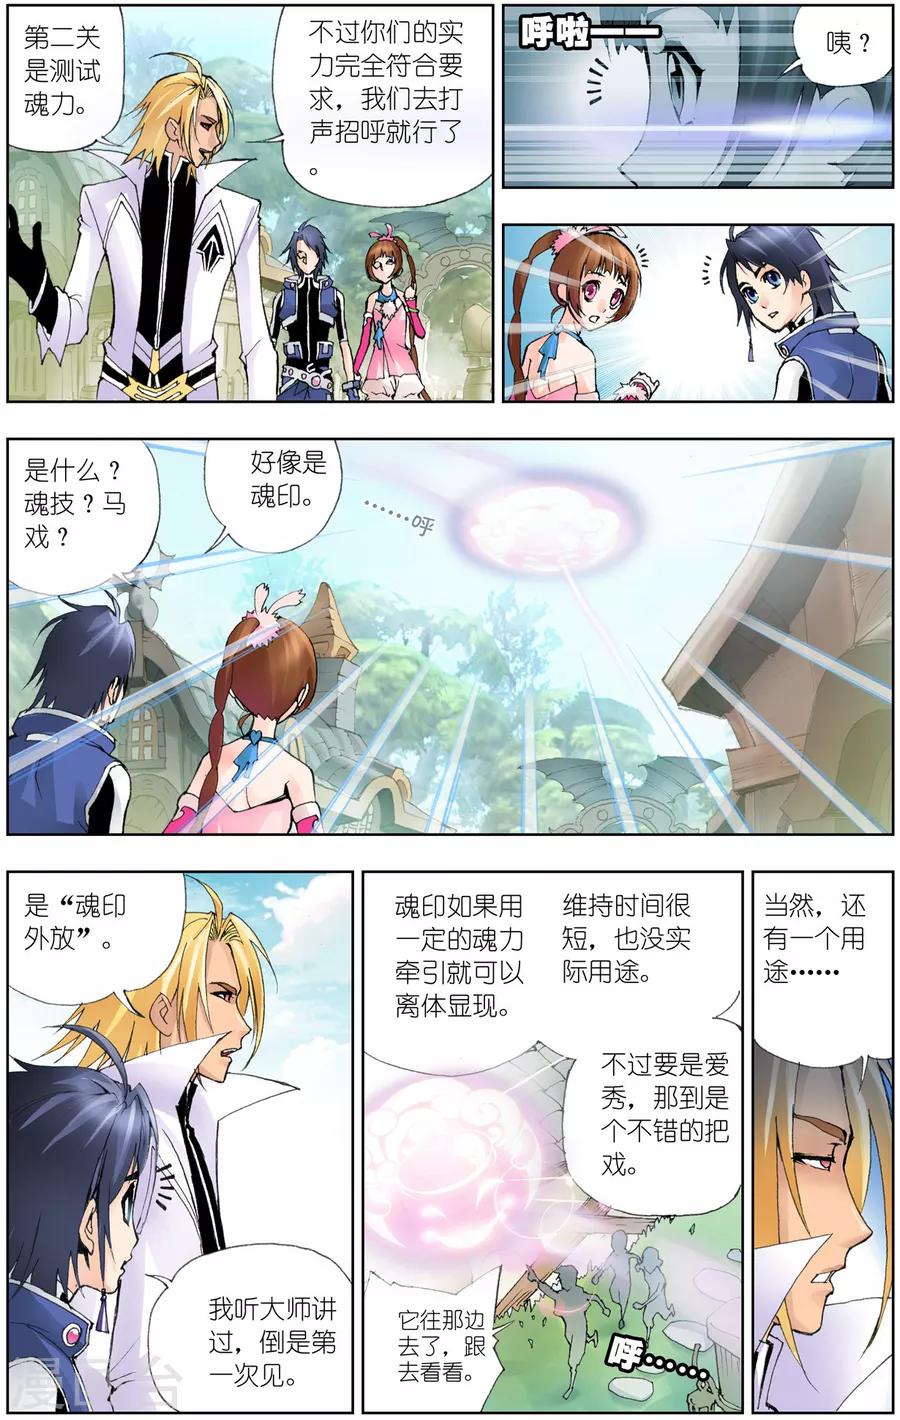 第二关
是测试
魂力。
不过你们的实
力完全符合要
求，我们去打
声招呼就行了
。
呼啦——
咦？
是什么？
魂技？马
戏？
好像是
魂印。
……呼
是“魂印
外放”。
我听大师讲
过，倒是第
一次见。
魂印如果用
一定的魂力
牵引就可以
离体显现。
维持时间很
短，也没实
际用途。
不过要是爱
秀，那到是
个不错的把
戏。
它往那边
去了，跟
去看看。
呼……
当然，还
有一个用
途……
漫画台